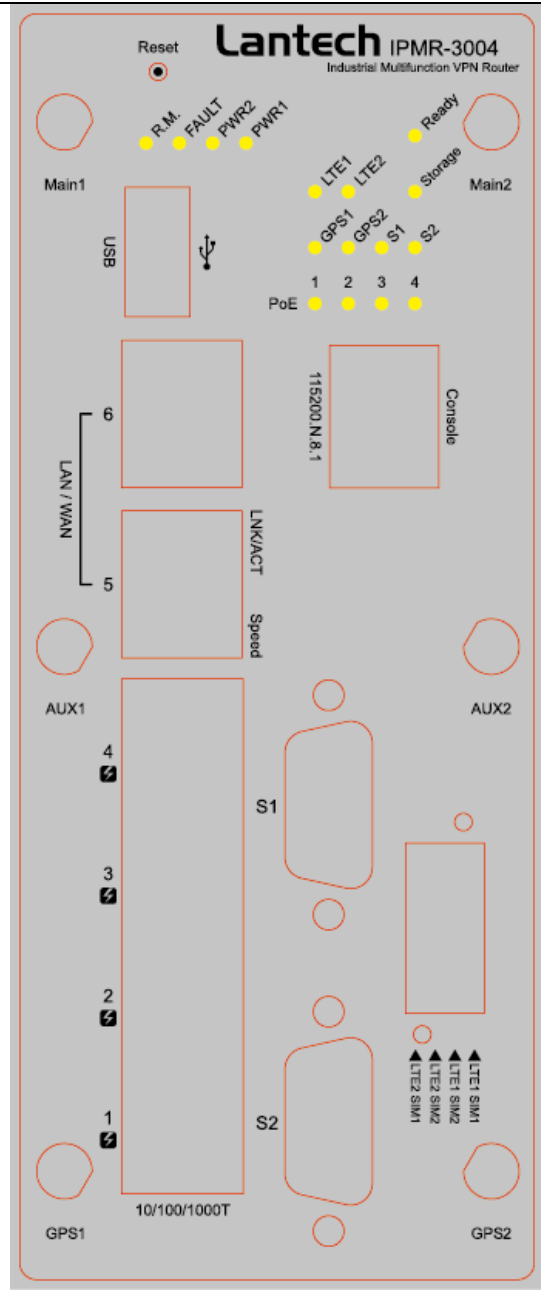 Reset
Lantech IPMR-3004
Industrial Multifunction VPN Router
R.M.
FAULT
PWR2
PWR1
Ready
LTE1
LTE2
Storage
Main1
Main2
GPS1
GPS2
S1
S2
USB
1 2 3 4
PoE
6
115200.N.8.1
Console
LAN / WAN
5
LNK/ACT
Speed
AUX1
AUX2
4
S1
3
2
1
S2
LTE2 SIM1
LTE2 SIM2
LTE1 SIM2
LTE1 SIM1
10/100/1000T
GPS1
GPS2